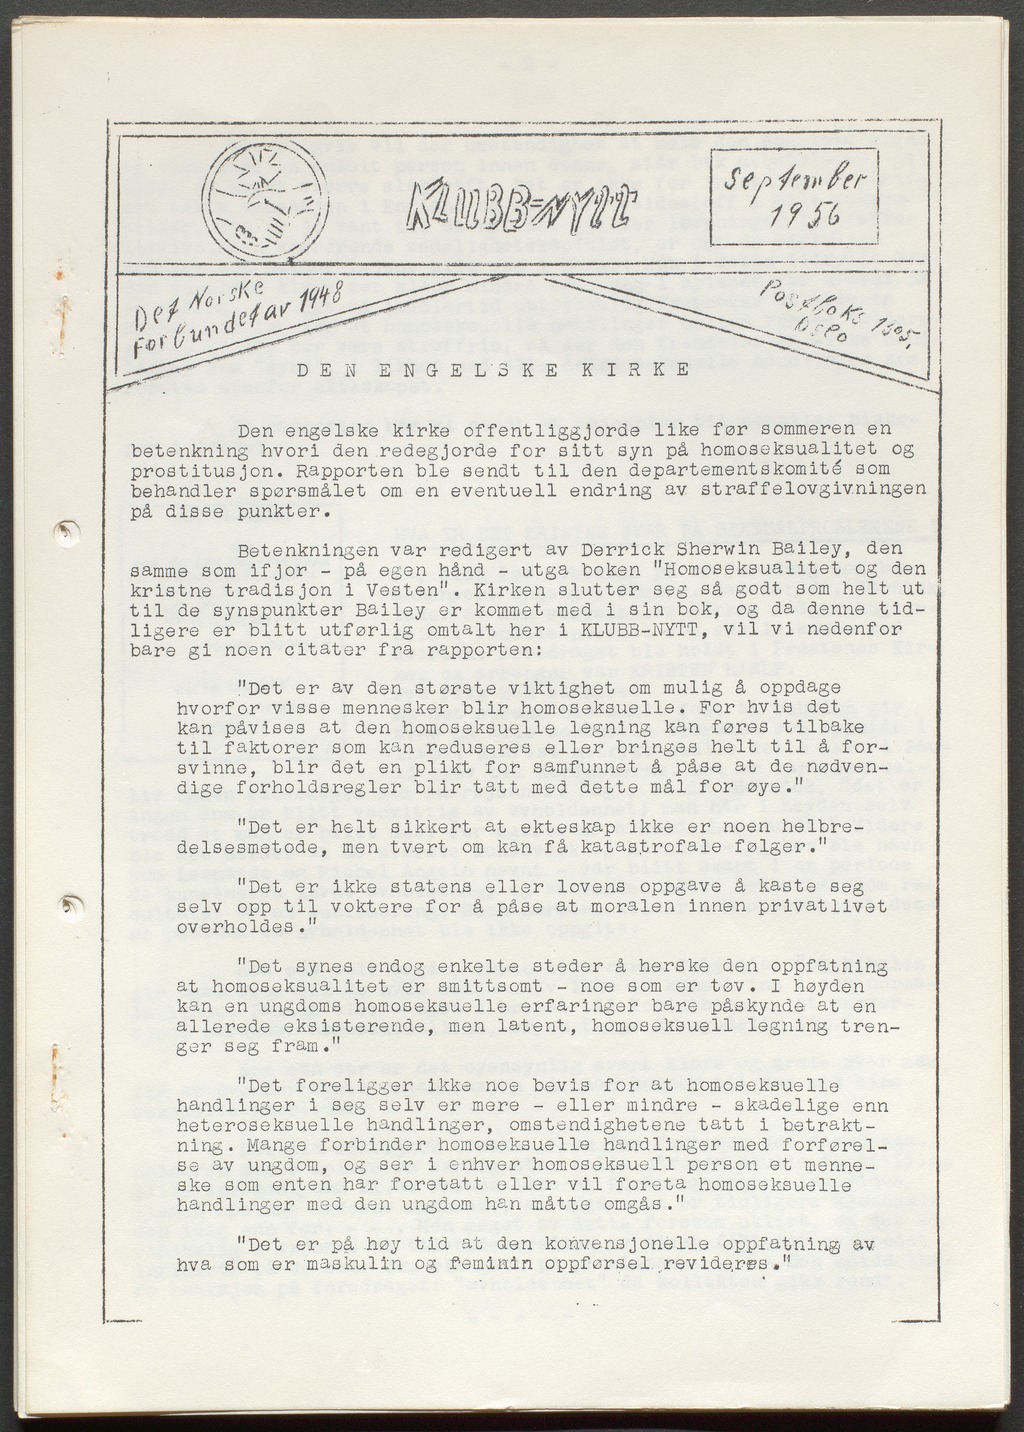 KLUBB=NYTT
September
1956
Det Norske
Forbundet av 1948
Postboks 1305,
Oslo
DEN ENGELSKE KIRKE
Den engelske kirke offentliggjorde like før sommeren en
betenkning hvori den redegjorde for sitt syn på homoseksualitet og
prostitusjon. Rapporten ble sendt til den departementskomité som
behandler spørsmålet om en eventuell endring av straffelovgivningen
på disse punkter.
Betenkningen var redigert av Derrick Sherwin Bailey, den
samme som ifjor - på egen hånd - utga boken "Homoseksualitet og den
kristne tradisjon i Vesten". Kirken slutter seg så godt som helt ut
til de synspunkter Bailey er kommet med i sin bok, og da denne tid-
ligere er blitt utførlig omtalt her i KLUBB-NYTT, vil vi nedenfor
bare gi noen citater fra rapporten:
"Det er av den største viktighet om mulig å oppdage
hvorfor visse mennesker blir homoseksuelle. For hvis det
kan påvises at den homoseksuelle legning kan føres tilbake
til faktorer som kan reduseres eller bringes helt til å for-
svinne, blir det en plikt for samfunnet å påse at de nødven-
dige forholdsregler blir tatt med dette mål for øye."
"Det er helt sikkert at ekteskap ikke er noen helbre-
delsesmetode, men tvert om kan få katastrofale følger."
"Det er ikke statens eller lovens oppgave å kaste seg
selv opp til voktere for å påse at moralen innen privatlivet
overholdes."
"Det synes endog enkelte steder å herske den oppfatning
at homoseksualitet er smittsomt - noe som er tøv. I høyden
kan en ungdoms homoseksuelle erfaringer bare påskynde at en
allerede eksisterende, men latent, homoseksuell legning tren-
ger seg fram."
"Det foreligger ikke noe bevis for at homoseksuelle
handlinger i seg selv er mere - eller mindre - skadelige enn
heteroseksuelle handlinger, omstendighetene tatt i betrakt-
ning. Mange forbinder homoseksuelle handlinger med forførel-
se av ungdom, og ser i enhver homoseksuell person et menne-
ske som enten har foretatt eller vil foreta homoseksuelle
handlinger med den ungdom han måtte omgås."
"Det er på høy tid at den konvensjonelle oppfatning av
hva som er maskulin og feminin oppførsel revideres."